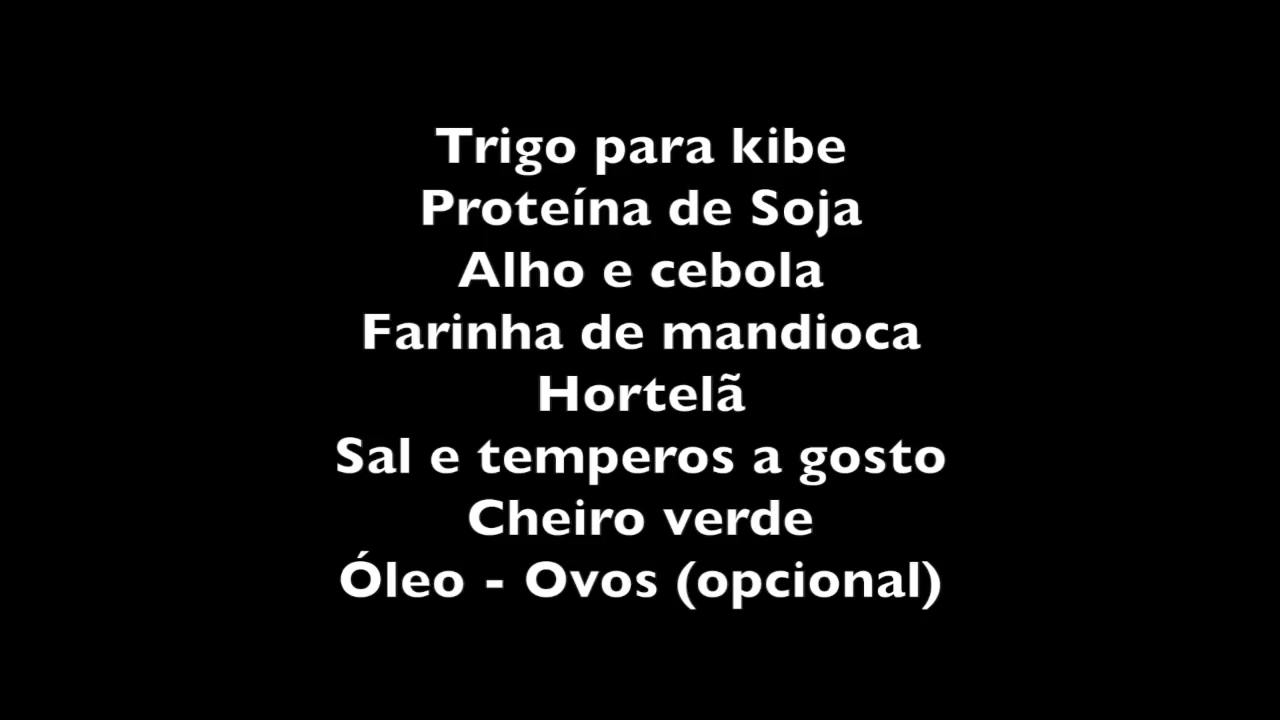 Trigo para kibe
Proteína de Soja
Alho e cebola
Farinha de mandioca
Hortelã
Sal e temperos a gosto
Cheiro verde
Óleo - Ovos (opcional)